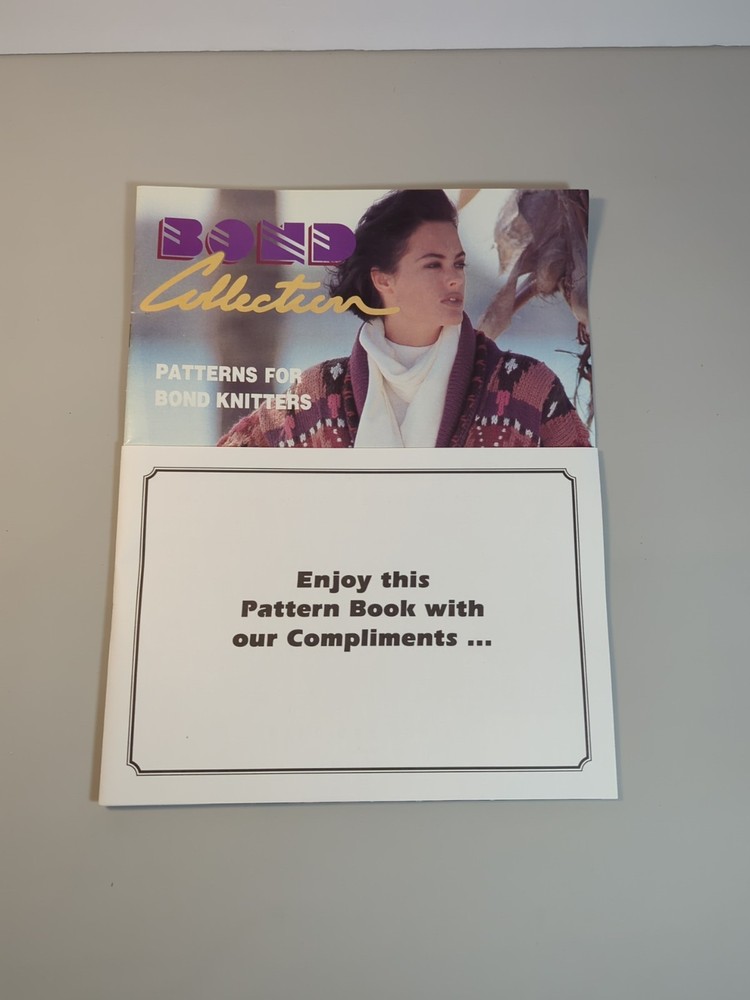 BOND
Collection
PATTERNS FOR
BOND KNITTERS
Enjoy this
Pattern Book with
our Compliments ...